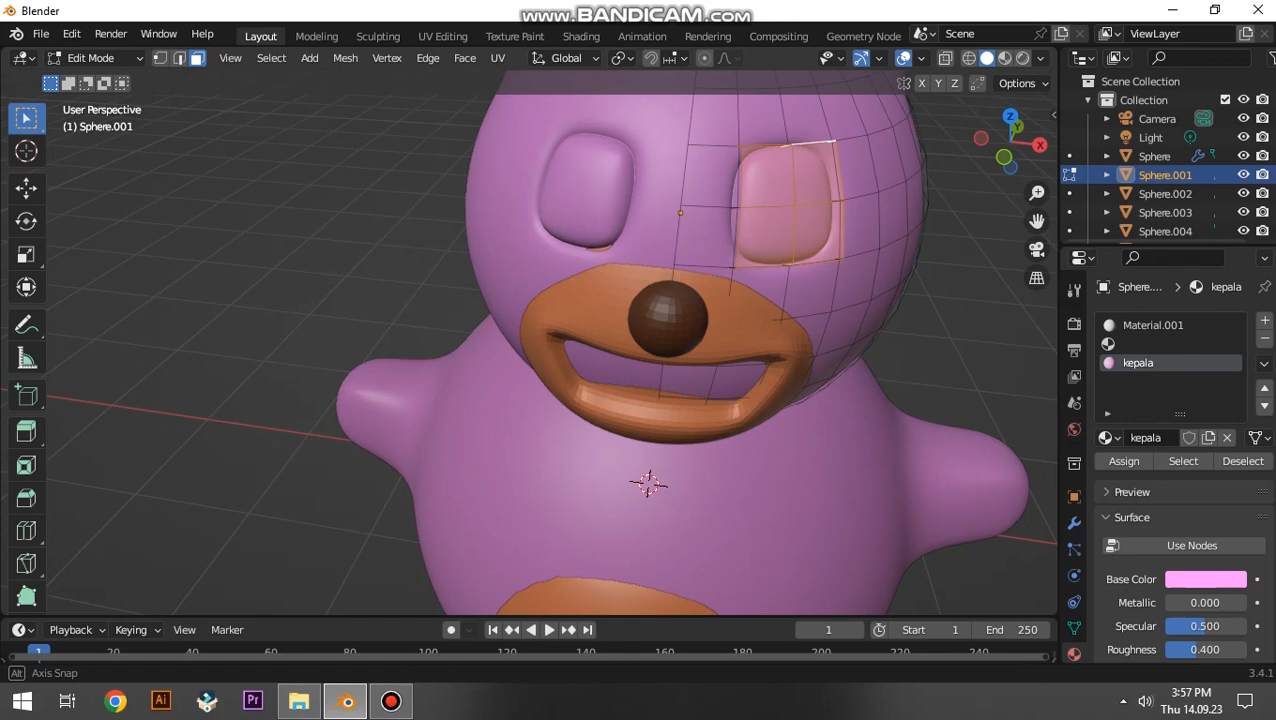 Blender
www.BANDICAM.com
File Edit Render Window Help Layout Modeling Sculpting UV Editing Texture Paint Shading Animation Rendering Compositing Geometry Node Scene ViewLayer
Edit Mode View Select Add Mesh Vertex Edge Face UV Global
X Y Z Options
User Perspective
(1) Sphere.001
Z
Y
X
Scene Collection
Collection
Camera
Light
Sphere
Sphere.001
Sphere.002
Sphere.003
Sphere.004
Sphere.... kepala
Material.001
kepala
kepala
Assign Select Deselect
Preview
Surface
Use Nodes
Base Color
Metallic 0.000
Specular 0.500
Roughness 0.400
Playback Keying View Marker 1 Start 1 End 250
1 20 40 60 80 100 120 140 160 180 200 220 240
Alt Axis Snap 3.4.1
Ai Pr
3:57 PM
Thu 14.09.23